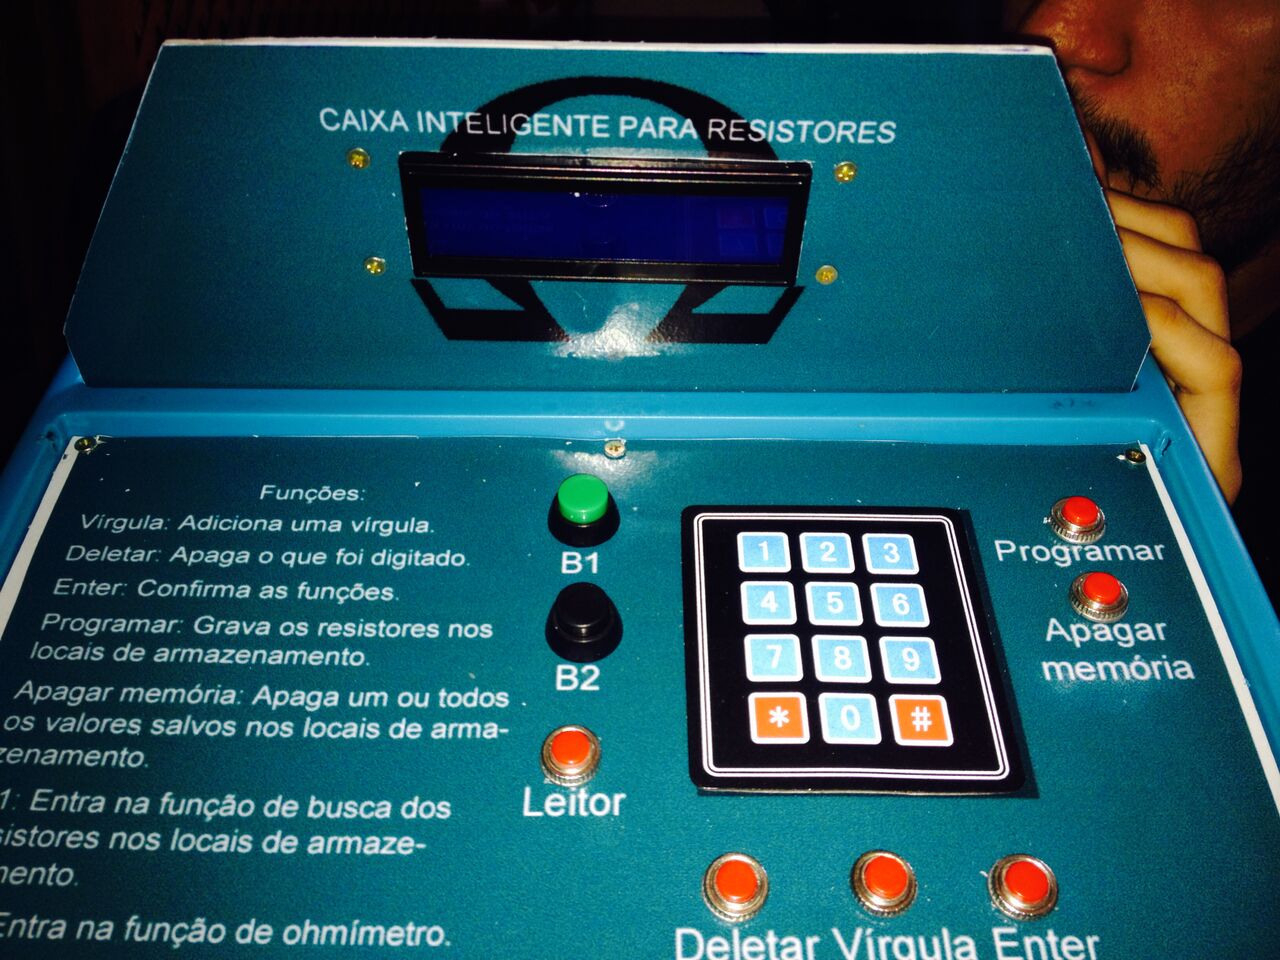 CAIXA INTELIGENTE PARA RESISTORES
Funções:
Vírgula: Adiciona uma vírgula.
Deletar: Apaga o que foi digitado.
Enter: Confirma as funções.
Programar: Grava os resistores nos
locais de armazenamento.
Apagar memória: Apaga um ou todos
os valores salvos nos locais de arma-
zenamento.
1: Entra na função de busca dos
sistores nos locais de armaze-
mento.
Entra na função de ohmímetro.
B1
B2
Leitor
1 2 3
4 5 6
7 8 9
* 0 #
Programar
Apagar
memória
Deletar Vírgula Enter